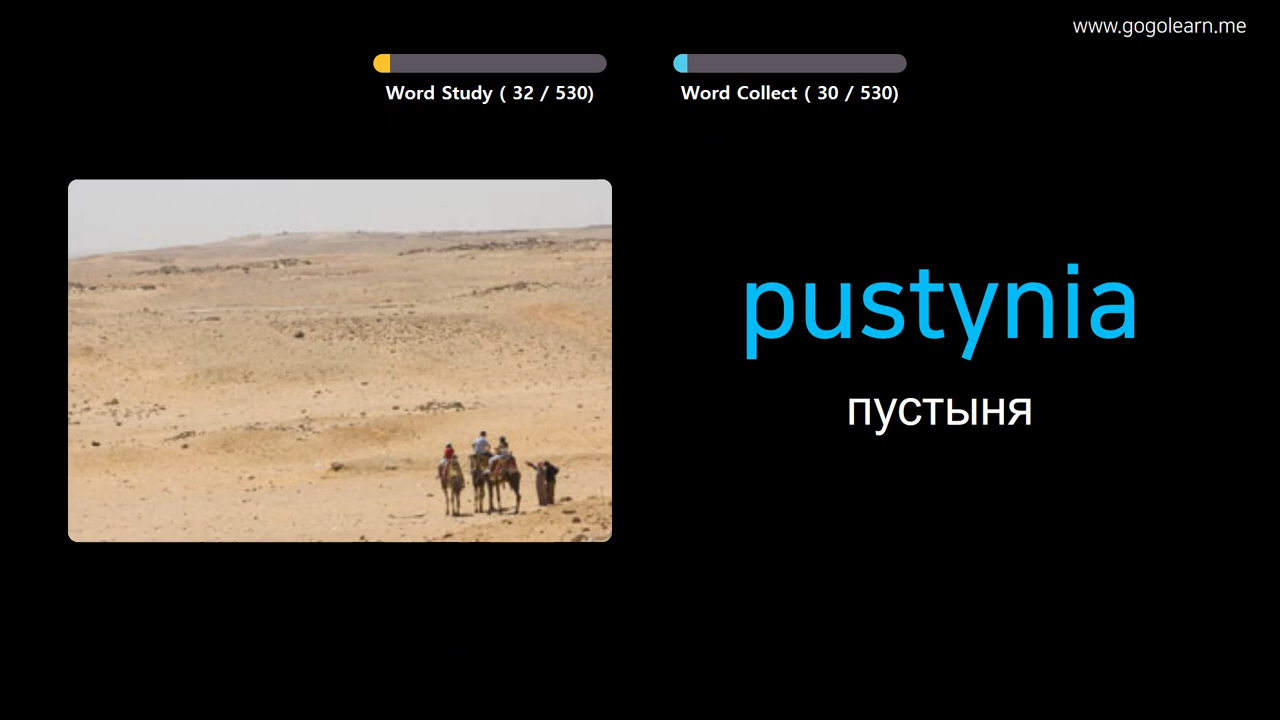 www.gogolearn.me
Word Study ( 32 / 530)
Word Collect ( 30 / 530)
pustynia
пустыня